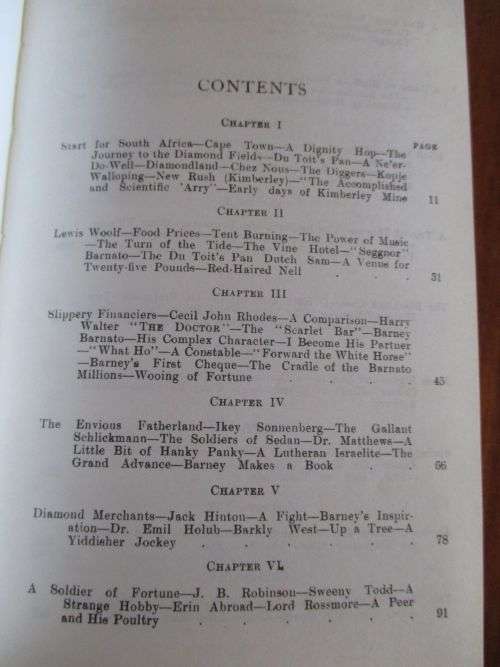 CONTENTS
CHAPTER I
PAGE
Start for South Africa—Cape Town—A Dignity Hop—The
Journey to the Diamond Fields—Du Toit's Pan—A Ne'er-
Do-Well—Diamondland—Chez Nous—The Diggers—Kopje
Walloping—New Rush (Kimberley)—"The Accomplished
and Scientific 'Arry"—Early days of Kimberley Mine 11
CHAPTER II
Lewis Woolf—Food Prices—Tent Burning—The Power of Music
—The Turn of the Tide—The Vine Hotel—"Seggnor"
Barnato—The Du Toit's Pan Dutch Sam—A Venus for
Twenty-five Pounds—Red-Haired Nell . . . 31
CHAPTER III
Slippery Financiers—Cecil John Rhodes—A Comparison—Harry
Walter "THE DOCTOR"—The "Scarlet Bar"—Barney
Barnato—His Complex Character—I Become His Partner
—"What Ho"—A Constable—"Forward the White Horse"
—Barney's First Cheque—The Cradle of the Barnato
Millions—Wooing of Fortune . . . . 45
CHAPTER IV
The Envious Fatherland—Ikey Sonnenberg—The Gallant
Schlickmann—The Soldiers of Sedan—Dr. Matthews—A
Little Bit of Hanky Panky—A Lutheran Israelite—The
Grand Advance—Barney Makes a Book . . 56
CHAPTER V
Diamond Merchants—Jack Hinton—A Fight—Barney's Inspir-
ation—Dr. Emil Holub—Barkly West—Up a Tree—A
Yiddisher Jockey . . . . . . 78
CHAPTER VI.
A Soldier of Fortune—J. B. Robinson—Sweeny Todd—A
Strange Hobby—Erin Abroad—Lord Rossmore—A Peer
and His Poultry . . . . . . 91